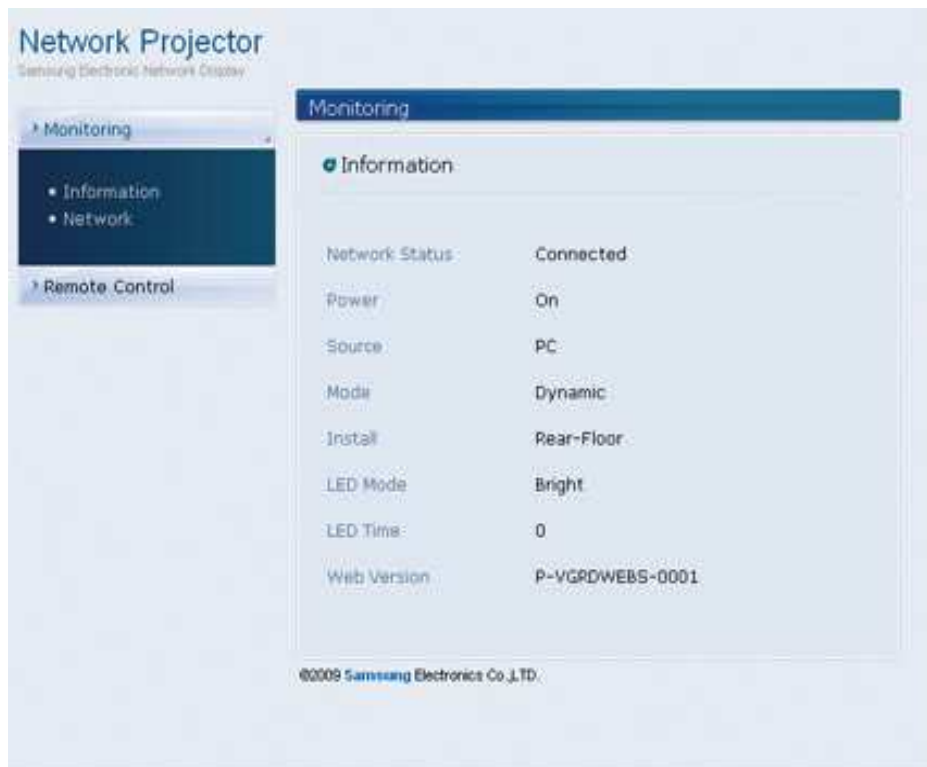 Network Projector
Samsung Electronic Network Display
Monitoring
Information
Network
Remote Control
Monitoring
Information
Network Status Connected
Power On
Source PC
Mode Dynamic
Install Rear-Floor
LED Mode Bright
LED Time 0
Web Version P-VGRDWEBS-0001
©2009 Samsung Electronics Co.,LTD.